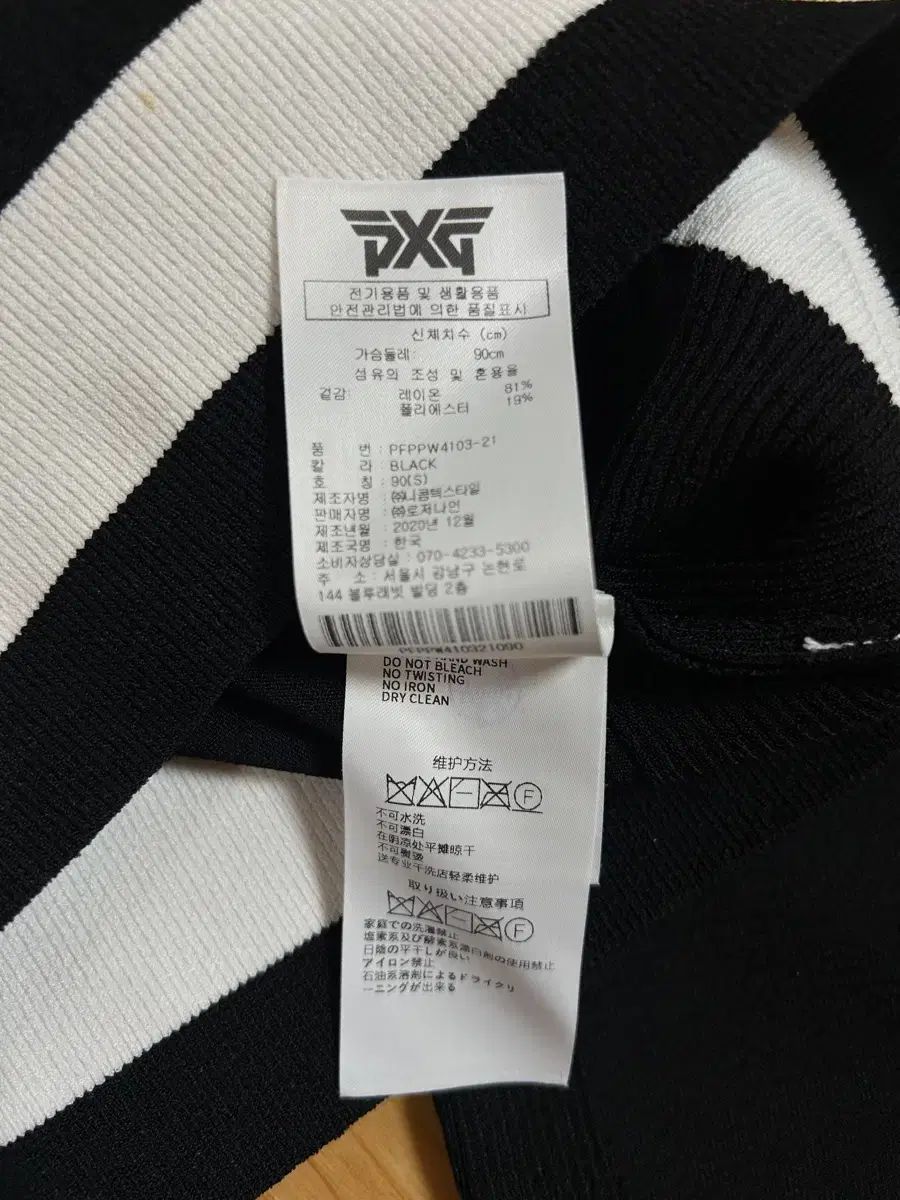 PXG
전기용품 및 생활용품
안전관리법에 의한 품질표시
신체치수 (cm)
가슴둘레: 90cm
섬유의 조성 및 혼용율
겉감: 레이온 81%
폴리에스터 19%
품 번 : PFPPW4103-21
칼 라 : BLACK
호 칭 : 90(S)
제조자명 : ㈜니콤텍스타일
판매자명 : ㈜로저나인
제조년월 : 2020년 12월
제조국명 : 한국
소비자상담실 : 070-4233-5300
주 소 : 서울시 강남구 논현로
144 블루래빗 빌딩 2층
PFPPW410321090
HAND WASH
DO NOT BLEACH
NO TWISTING
NO IRON
DRY CLEAN
维护方法
F
不可水洗
不可漂白
在阴凉处平摊晾干
不可熨烫
送专业干洗店轻柔维护
取り扱い注意事項
F
家庭での洗濯禁止
塩素系及び酵素系漂白剤の使用禁止
日陰の平干しが良い
アイロン禁止
石油系溶剤によるドライクリ
ーニングが出来る